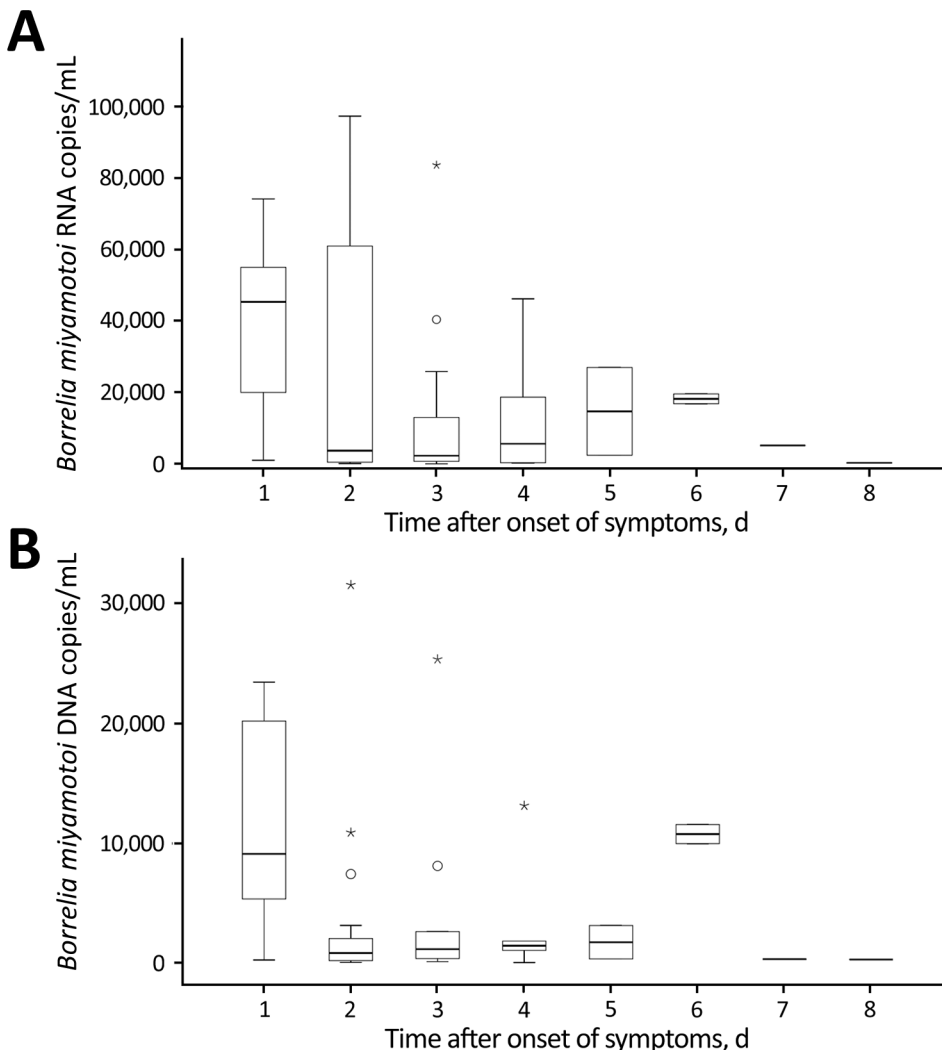 A
Borrelia miyamotoi RNA copies/mL
100,000
80,000
60,000
40,000
20,000
0
1 2 3 4 5 6 7 8
Time after onset of symptoms, d
B
Borrelia miyamotoi DNA copies/mL
30,000
20,000
10,000
0
1 2 3 4 5 6 7 8
Time after onset of symptoms, d